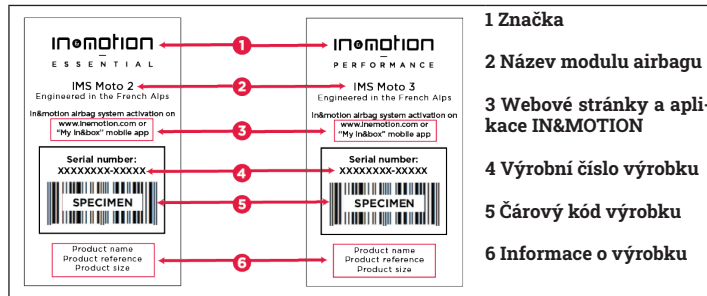 in&motion
ESSENTIAL
IMS Moto 2
Engineered in the French Alps
In&motion airbag system activation on
www.inemotion.com or
"My In&box" mobile app
Serial number:
XXXXXXXX-XXXXX
SPECIMEN
Product name
Product reference
Product size
1
2
3
4
5
6
in&motion
PERFORMANCE
IMS Moto 3
Engineered in the French Alps
In&motion airbag system activation on
www.inemotion.com or
"My In&box" mobile app
Serial number:
XXXXXXXX-XXXXX
SPECIMEN
Product name
Product reference
Product size
1 Značka
2 Název modulu airbagu
3 Webové stránky a apli-
kace IN&MOTION
4 Výrobní číslo výrobku
5 Čárový kód výrobku
6 Informace o výrobku